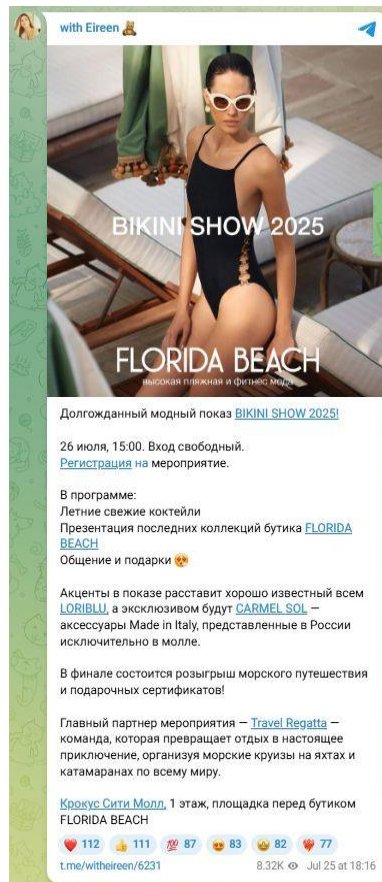 with Eireen 🧸
BIKINI SHOW 2025
FLORIDA BEACH
высокая пляжная и фитнес мода
Долгожданный модный показ BIKINI SHOW 2025!
26 июля, 15:00. Вход свободный.
Регистрация на мероприятие.
В программе:
Летние свежие коктейли
Презентация последних коллекций бутика FLORIDA
BEACH
Общение и подарки 😍
Акценты в показе расставит хорошо известный всем
LORIBLU, а эксклюзивом будут CARMEL SOL —
аксессуары Made in Italy, представленные в России
исключительно в молле.
В финале состоится розыгрыш морского путешествия
и подарочных сертификатов!
Главный партнер мероприятия — Travel Regatta —
команда, которая превращает отдых в настоящее
приключение, организуя морские круизы на яхтах и
катамаранах по всему миру.
Крокус Сити Молл, 1 этаж, площадка перед бутиком
FLORIDA BEACH
❤️ 112 👍 111 💯 87 😍 83 🤩 82 ❤️‍🔥 77
t.me/witheireen/6231 8.32K Jul 25 at 18:16